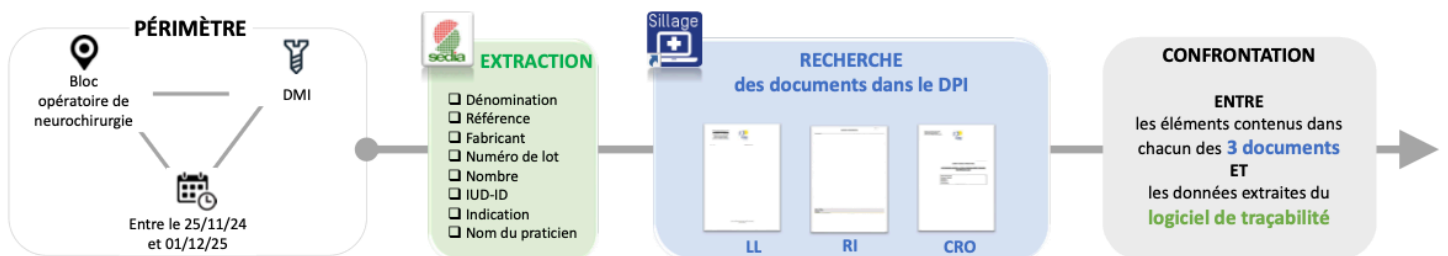 PÉRIMÈTRE
Bloc
opératoire de
neurochirurgie
DMI
Entre le 25/11/24
et 01/12/25
sedia
EXTRACTION
Dénomination
Référence
Fabricant
Numéro de lot
Nombre
IUD-ID
Indication
Nom du praticien
Sillage
RECHERCHE
des documents dans le DPI
LL
RI
CRO
CONFRONTATION
ENTRE
les éléments contenus dans
chacun des 3 documents
ET
les données extraites du
logiciel de traçabilité